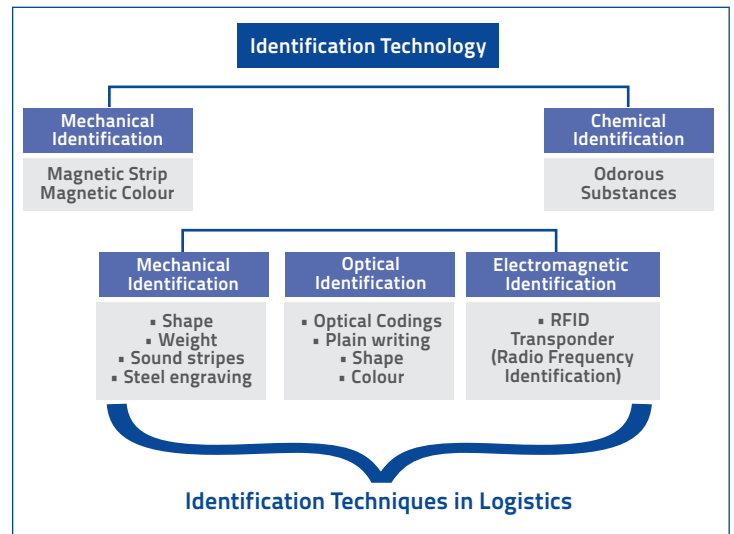 Identification Technology
Mechanical
Identification
Magnetic Strip
Magnetic Colour
Chemical
Identification
Odorous
Substances
Mechanical
Identification
▪ Shape
▪ Weight
▪ Sound stripes
▪ Steel engraving
Optical
Identification
▪ Optical Codings
▪ Plain writing
▪ Shape
▪ Colour
Electromagnetic
Identification
▪ RFID
Transponder
(Radio Frequency
Identification)
Identification Techniques in Logistics